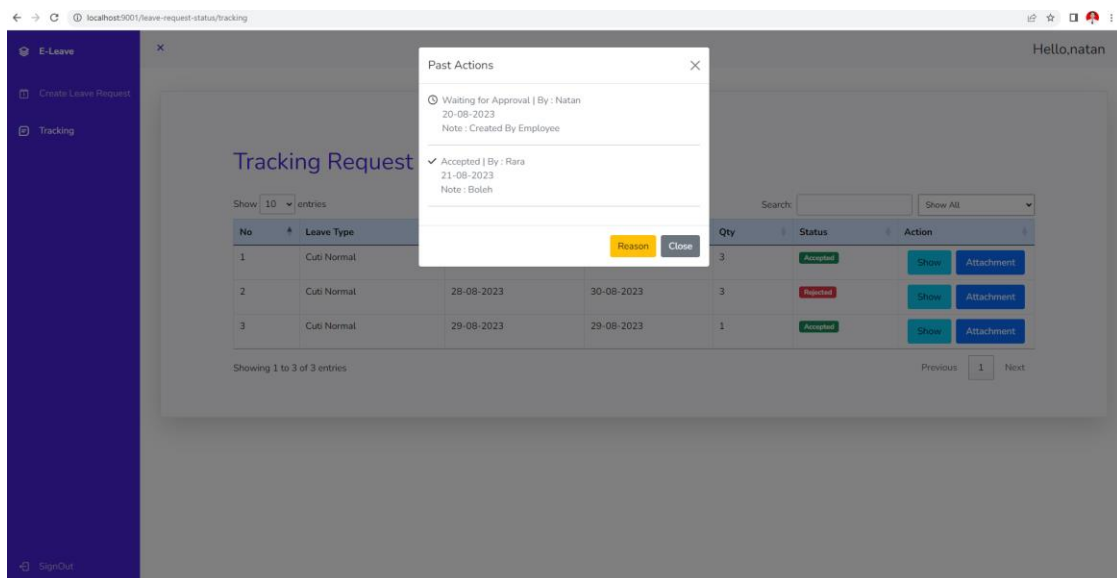 localhost:9001/leave-request-status/tracking
E-Leave
×
Hello,natan
Create Leave Request
Tracking
Past Actions
Waiting for Approval | By : Natan
20-08-2023
Note : Created By Employee
Accepted | By : Rara
21-08-2023
Note : Boleh
Reason Close
Tracking Request
Show 10 entries Search: Show All
No Leave Type Qty Status Action
1 Cuti Normal 3 Accepted Show Attachment
2 Cuti Normal 28-08-2023 30-08-2023 3 Rejected Show Attachment
3 Cuti Normal 29-08-2023 29-08-2023 1 Accepted Show Attachment
Showing 1 to 3 of 3 entries Previous 1 Next
SignOut